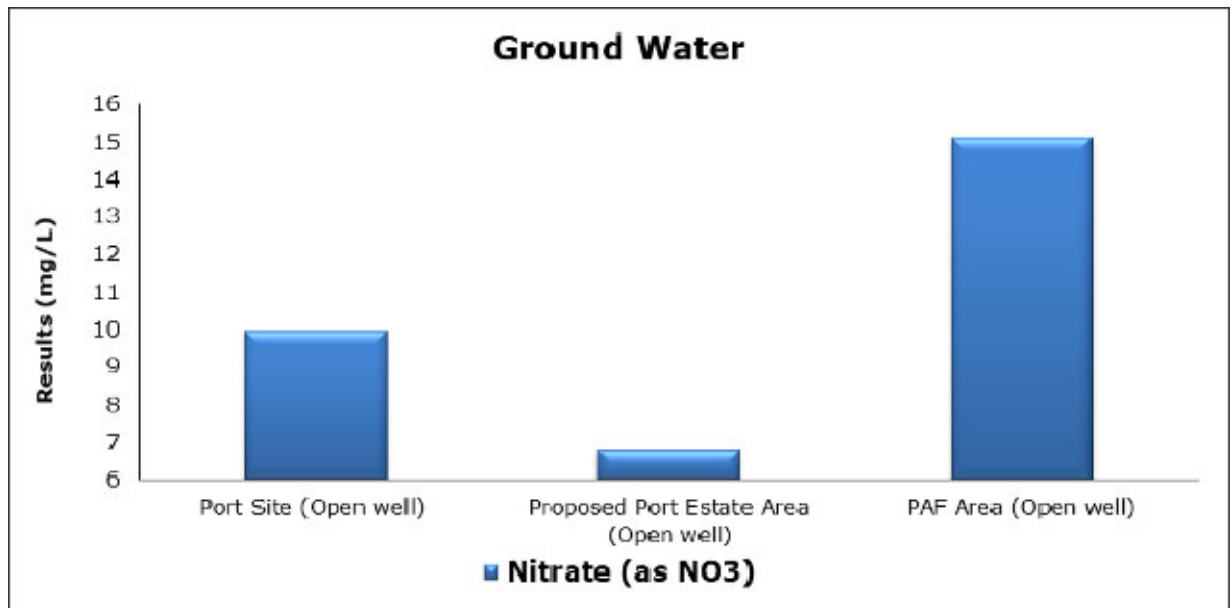 Ground Water
Results (mg/L)
16
15
14
13
12
11
10
9
8
7
6
Port Site (Open well)
Proposed Port Estate Area
(Open well)
PAF Area (Open well)
Nitrate (as NO3)